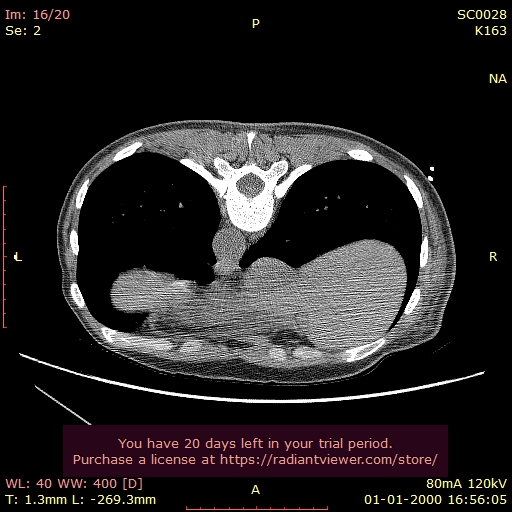 Im: 16/20
Se: 2
P
SC0028
K163
NA
L
R
You have 20 days left in your trial period.
Purchase a license at https://radiantviewer.com/store/
WL: 40 WW: 400 [D]
T: 1.3mm L: -269.3mm
A
80mA 120kV
01-01-2000 16:56:05